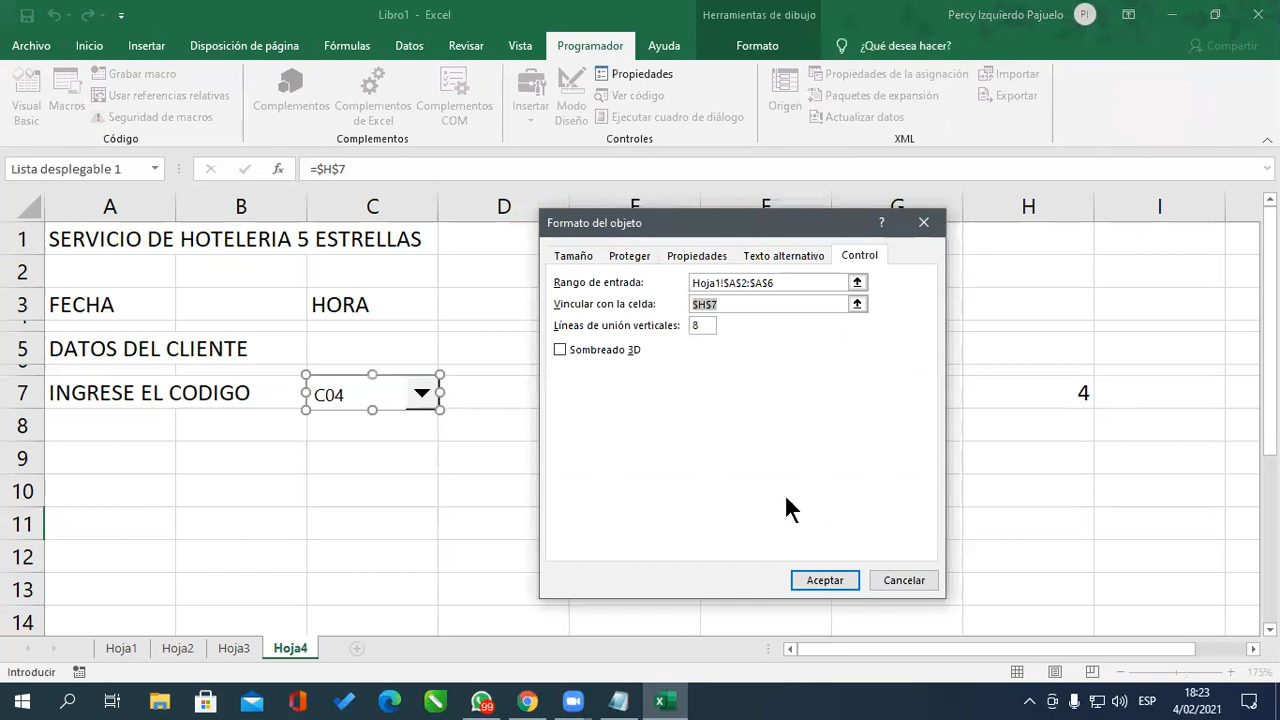 Libro1 - Excel
Herramientas de dibujo
Percy Izquierdo Pajuelo
PI
Archivo
Inicio
Insertar
Disposición de página
Fórmulas
Datos
Revisar
Vista
Programador
Ayuda
Formato
¿Qué desea hacer?
Compartir
Visual Basic
Macros
Grabar macro
Usar referencias relativas
Seguridad de macros
Código
Complementos
Complementos de Excel
Complementos COM
Complementos
Insertar
Modo Diseño
Propiedades
Ver código
Ejecutar cuadro de diálogo
Controles
Origen
Propiedades de la asignación
Paquetes de expansión
Actualizar datos
Importar
Exportar
XML
Lista desplegable 1
fx
=$H$7
A B C D E F G H I
1 SERVICIO DE HOTELERIA 5 ESTRELLAS
2
3 FECHA HORA
5 DATOS DEL CLIENTE
7 INGRESE EL CODIGO C04 4
8
9
10
11
12
13
14
Formato del objeto
?
Tamaño Proteger Propiedades Texto alternativo Control
Rango de entrada: Hoja1!$A$2:$A$6
Vincular con la celda: $H$7
Líneas de unión verticales: 8
Sombreado 3D
Aceptar Cancelar
Hoja1 Hoja2 Hoja3 Hoja4
Introducir
175%
99
ESP
18:23
4/02/2021